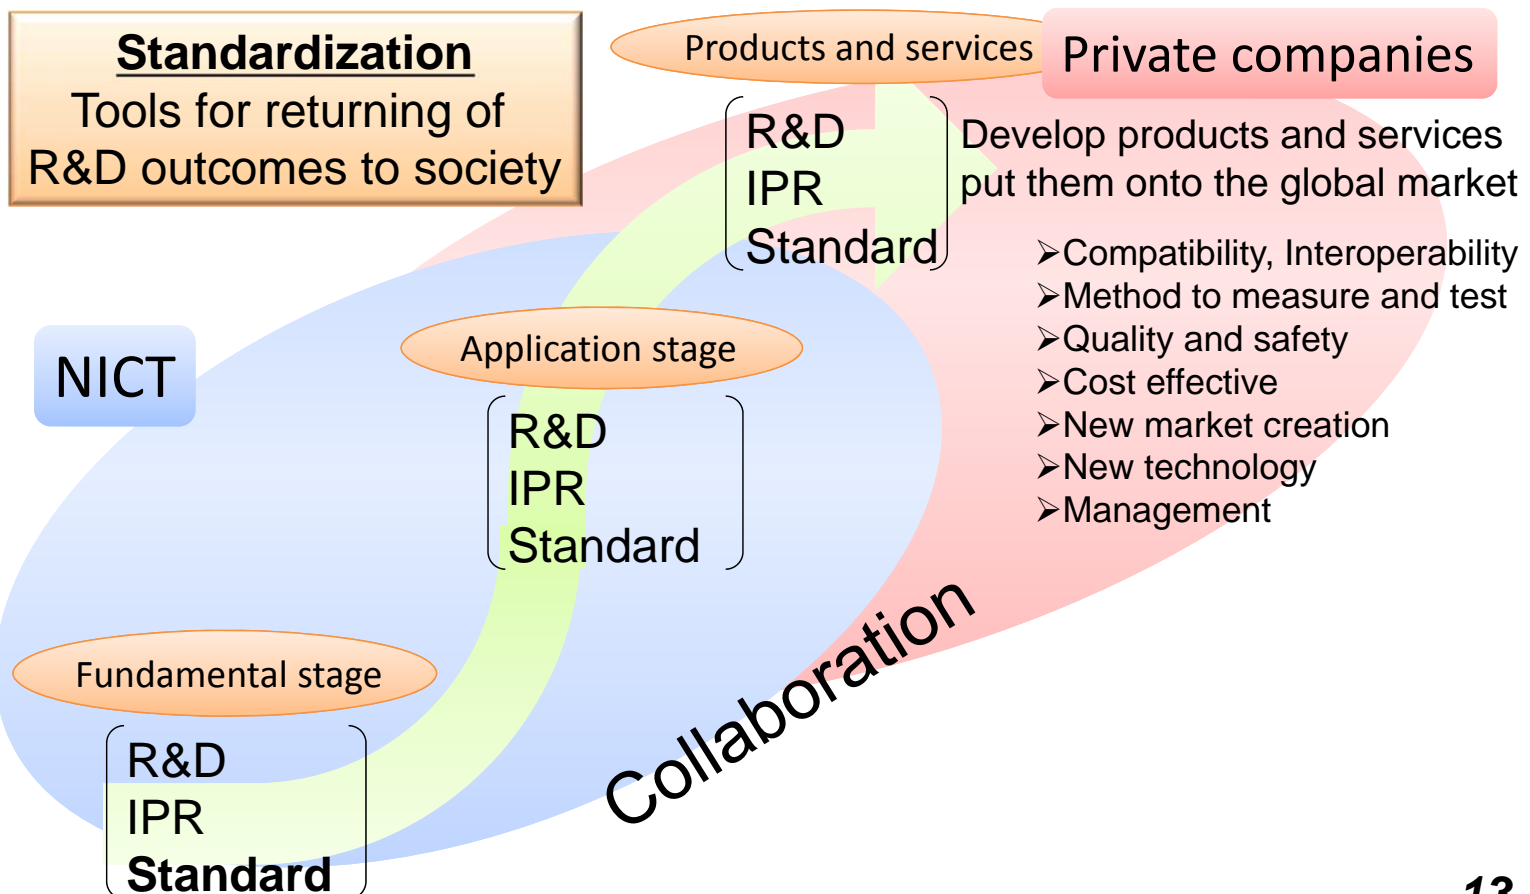 Standardization
Tools for returning of
R&D outcomes to society
Products and services
Private companies
R&D
IPR
Standard
Develop products and services
put them onto the global market
➢Compatibility, Interoperability
➢Method to measure and test
➢Quality and safety
➢Cost effective
➢New market creation
➢New technology
➢Management
NICT
Application stage
R&D
IPR
Standard
Collaboration
Fundamental stage
R&D
IPR
Standard
13